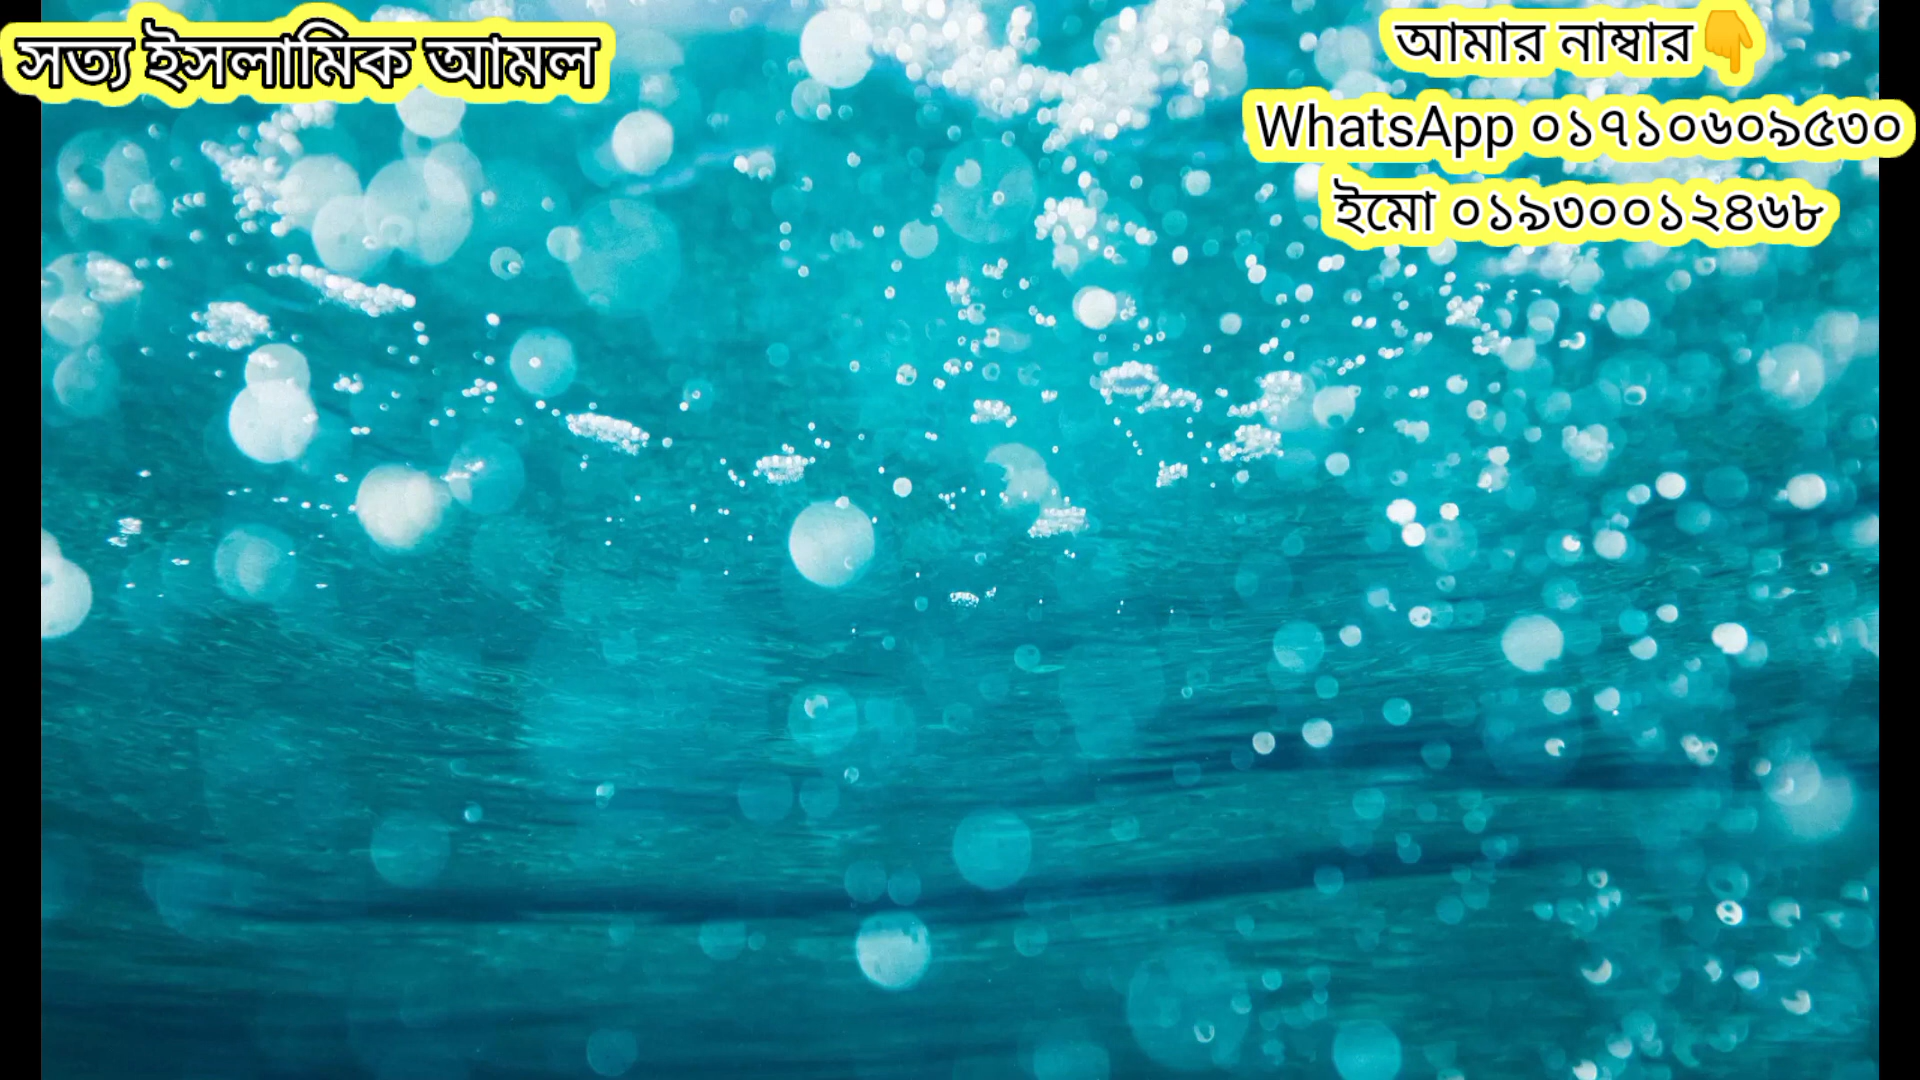 সত্য ইসলামিক আমল
আমার নাম্বার👇
WhatsApp ০১৭১০৬০৯৫৩০
ইমো ০১৯৩০০১২৪৬৮